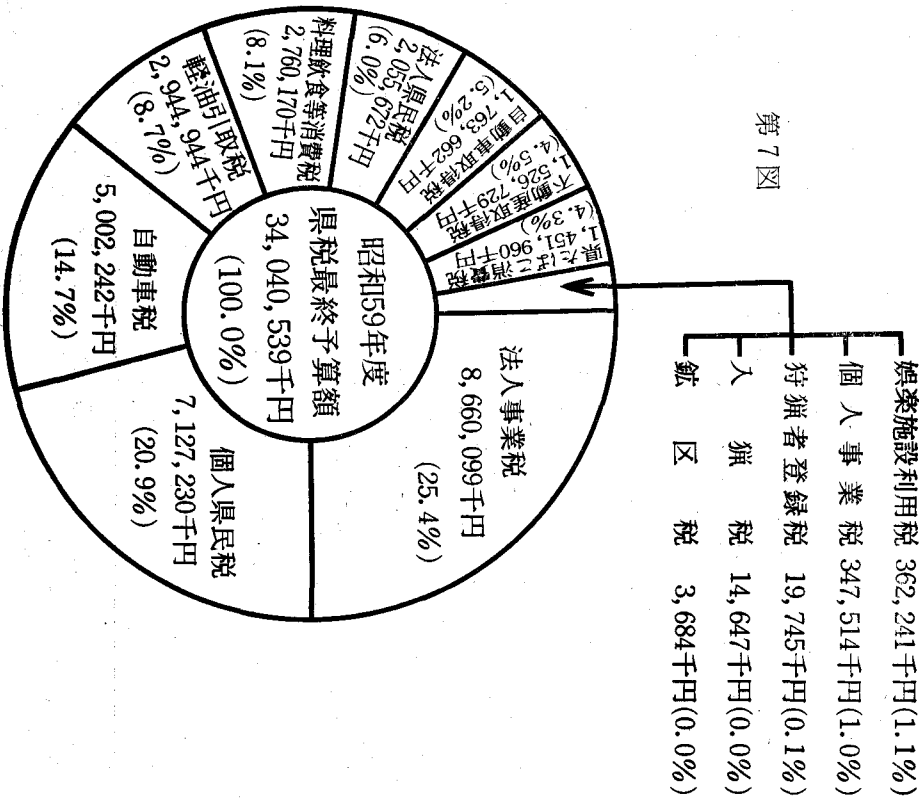 第7図
昭和59年度
県税最終予算額
34,040,539千円
(100.0%)
法人事業税
8,660,099千円
(25.4%)
個人県民税
7,127,230千円
(20.9%)
自動車税
5,002,242千円
(14.7%)
軽油引取税
2,944,944千円
(8.7%)
料理飲食等消費税
2,760,170千円
(8.1%)
法人県民税
2,055,672千円
(6.0%)
自動車取得税
1,763,662千円
(5.2%)
不動産取得税
1,526,729千円
(4.5%)
県たばこ消費税
1,451,960千円
(4.3%)
娯楽施設利用税 362,241千円(1.1%)
個人事業税 347,514千円(1.0%)
狩猟者登録税 19,745千円(0.1%)
入猟税 14,647千円(0.0%)
鉱区税 3,684千円(0.0%)